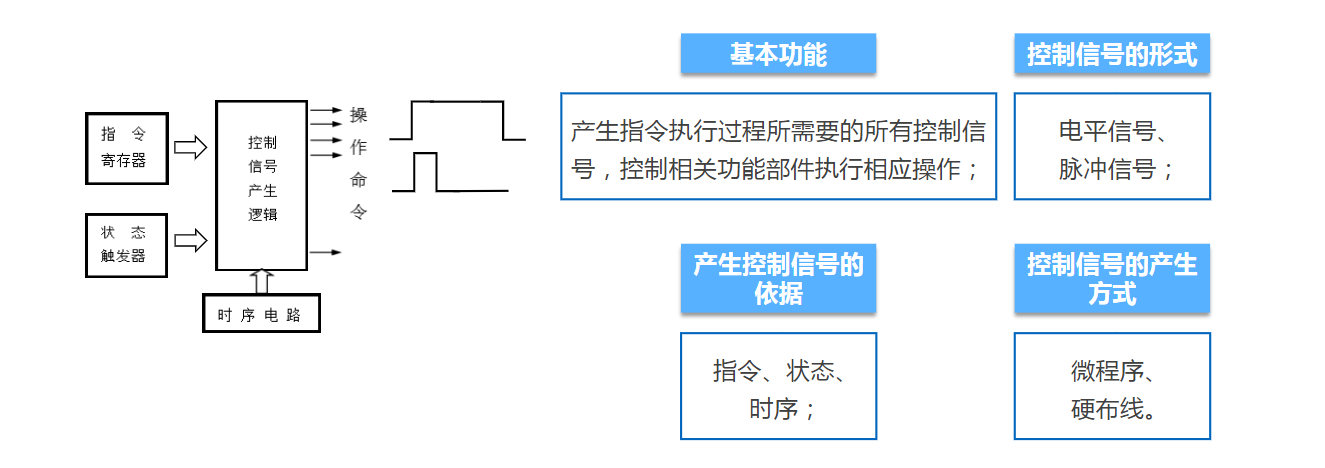 指 令
寄存器
状 态
触发器
控制
信号
产生
逻辑
时 序 电 路
操
作
命
令
基本功能
产生指令执行过程所需要的所有控制信
号，控制相关功能部件执行相应操作；
控制信号的形式
电平信号、
脉冲信号；
产生控制信号的
依据
指令、状态、
时序；
控制信号的产生
方式
微程序、
硬布线。